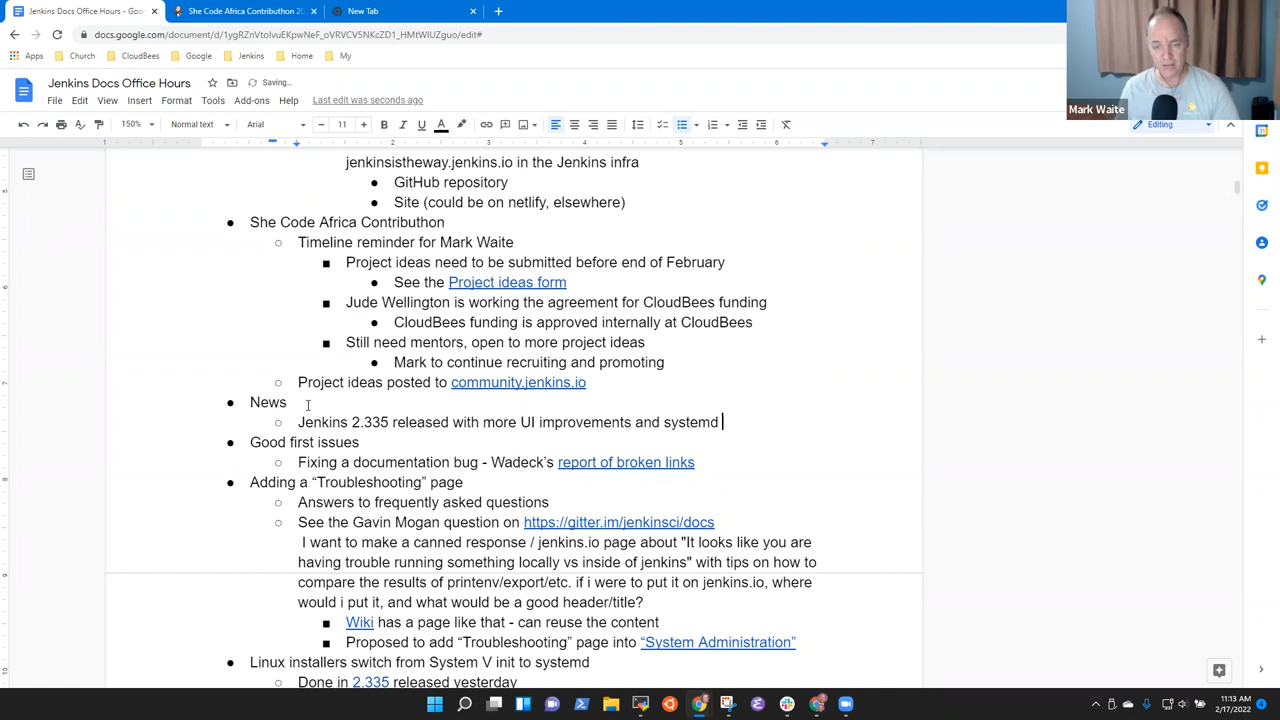 Jenkins Docs Office Hours - Goo
She Code Africa Contributhon 20
New Tab
docs.google.com/document/d/1ygRZnVtoIvuEKpwNeF_oVRVCV5NKcZD1_HMtWIUZguo/edit#
Apps Church CloudBees Google Jenkins Home My
Jenkins Docs Office Hours
Saving...
File Edit View Insert Format Tools Add-ons Help Last edit was seconds ago
Mark Waite
150% Normal text Arial 11 Editing
1 1 2 3 4 5 6 7
jenkinsistheway.jenkins.io in the Jenkins infra
● GitHub repository
● Site (could be on netlify, elsewhere)
● She Code Africa Contributhon
○ Timeline reminder for Mark Waite
■ Project ideas need to be submitted before end of February
● See the Project ideas form
■ Jude Wellington is working the agreement for CloudBees funding
● CloudBees funding is approved internally at CloudBees
■ Still need mentors, open to more project ideas
● Mark to continue recruiting and promoting
○ Project ideas posted to community.jenkins.io
● News
○ Jenkins 2.335 released with more UI improvements and systemd
● Good first issues
○ Fixing a documentation bug - Wadeck’s report of broken links
● Adding a “Troubleshooting” page
○ Answers to frequently asked questions
○ See the Gavin Mogan question on https://gitter.im/jenkinsci/docs
I want to make a canned response / jenkins.io page about "It looks like you are
having trouble running something locally vs inside of jenkins" with tips on how to
compare the results of printenv/export/etc. if i were to put it on jenkins.io, where
would i put it, and what would be a good header/title?
■ Wiki has a page like that - can reuse the content
■ Proposed to add “Troubleshooting” page into “System Administration”
● Linux installers switch from System V init to systemd
○ Done in 2.335 released yesterday
11:13 AM
2/17/2022